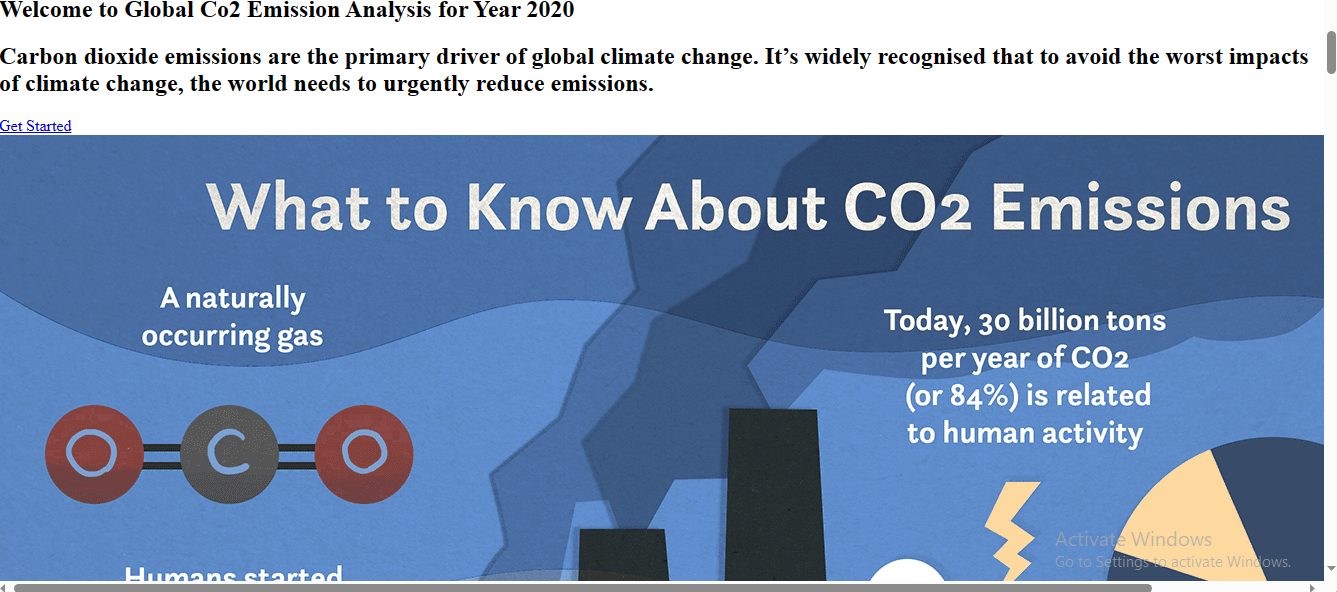 Welcome to Global Co2 Emission Analysis for Year 2020
Carbon dioxide emissions are the primary driver of global climate change. It’s widely recognised that to avoid the worst impacts
of climate change, the world needs to urgently reduce emissions.
Get Started
What to Know About CO2 Emissions
A naturally
occurring gas
Today, 30 billion tons
per year of CO2
(or 84%) is related
to human activity
O C O
Humans started
Activate Windows
Go to Settings to activate Windows.